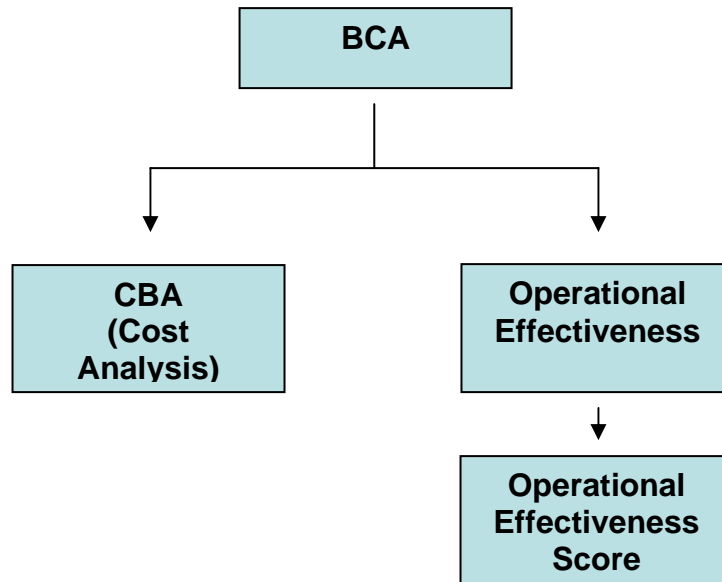 BCA
CBA
(Cost
Analysis)
Operational
Effectiveness
Operational
Effectiveness
Score